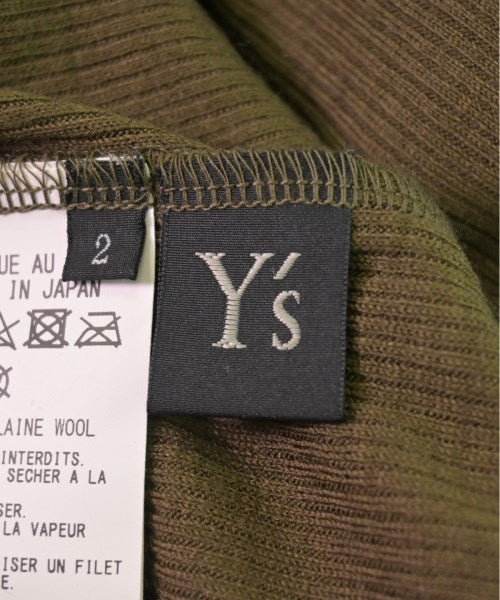 2
Y's
UE AU
IN JAPAN
LAINE WOOL
INTERDITS.
SECHER A LA
SER.
LA VAPEUR
ISER UN FILET
E.